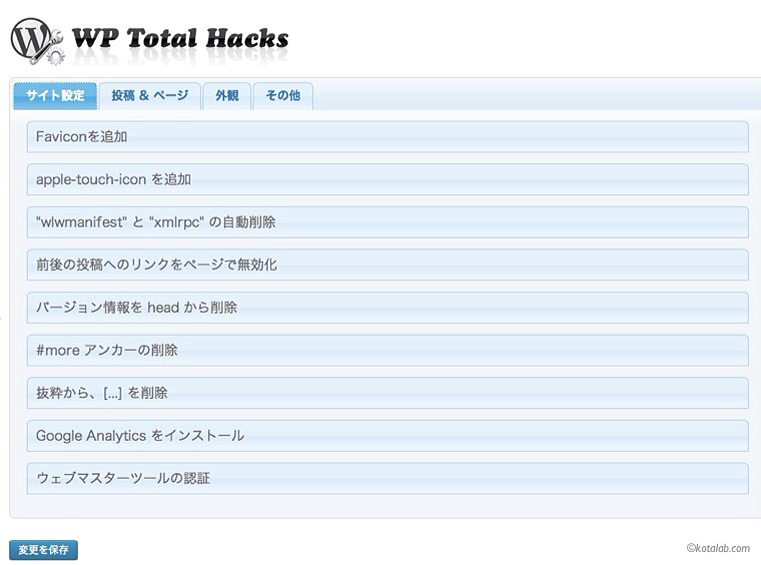 WP Total Hacks
サイト設定 投稿 & ページ 外観 その他
Faviconを追加
apple-touch-icon を追加
"wlwmanifest" と "xmlrpc" の自動削除
前後の投稿へのリンクをページで無効化
バージョン情報を head から削除
#more アンカーの削除
抜粋から、[...] を削除
Google Analytics をインストール
ウェブマスターツールの認証
変更を保存
©kotalab.com